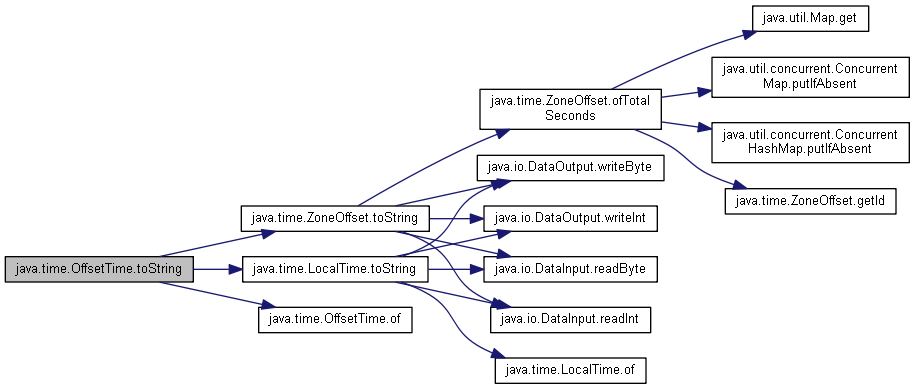 java.util.Map.get
java.util.concurrent.Concurrent
Map.putIfAbsent
java.time.ZoneOffset.ofTotal
Seconds
java.util.concurrent.Concurrent
HashMap.putIfAbsent
java.io.DataOutput.writeByte
java.time.ZoneOffset.getId
java.time.ZoneOffset.toString
java.io.DataOutput.writeInt
java.time.OffsetTime.toString
java.time.LocalTime.toString
java.io.DataInput.readByte
java.time.OffsetTime.of
java.io.DataInput.readInt
java.time.LocalTime.of